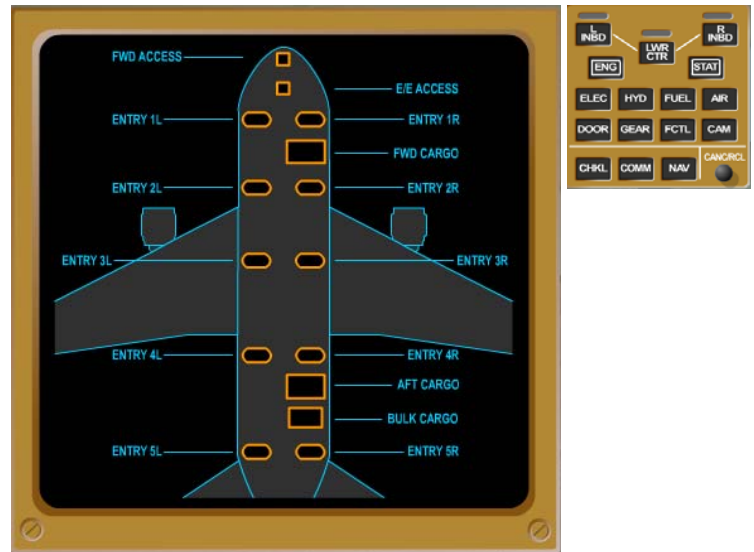 FWD ACCESS
E/E ACCESS
ENTRY 1L
ENTRY 1R
FWD CARGO
ENTRY 2L
ENTRY 2R
ENTRY 3L
ENTRY 3R
ENTRY 4L
ENTRY 4R
AFT CARGO
BULK CARGO
ENTRY 5L
ENTRY 5R
L
INBD
R
INBD
LWR
CTR
ENG
STAT
ELEC HYD FUEL AIR
DOOR GEAR FCTL CAM
CANC/RCL
CHKL COMM NAV